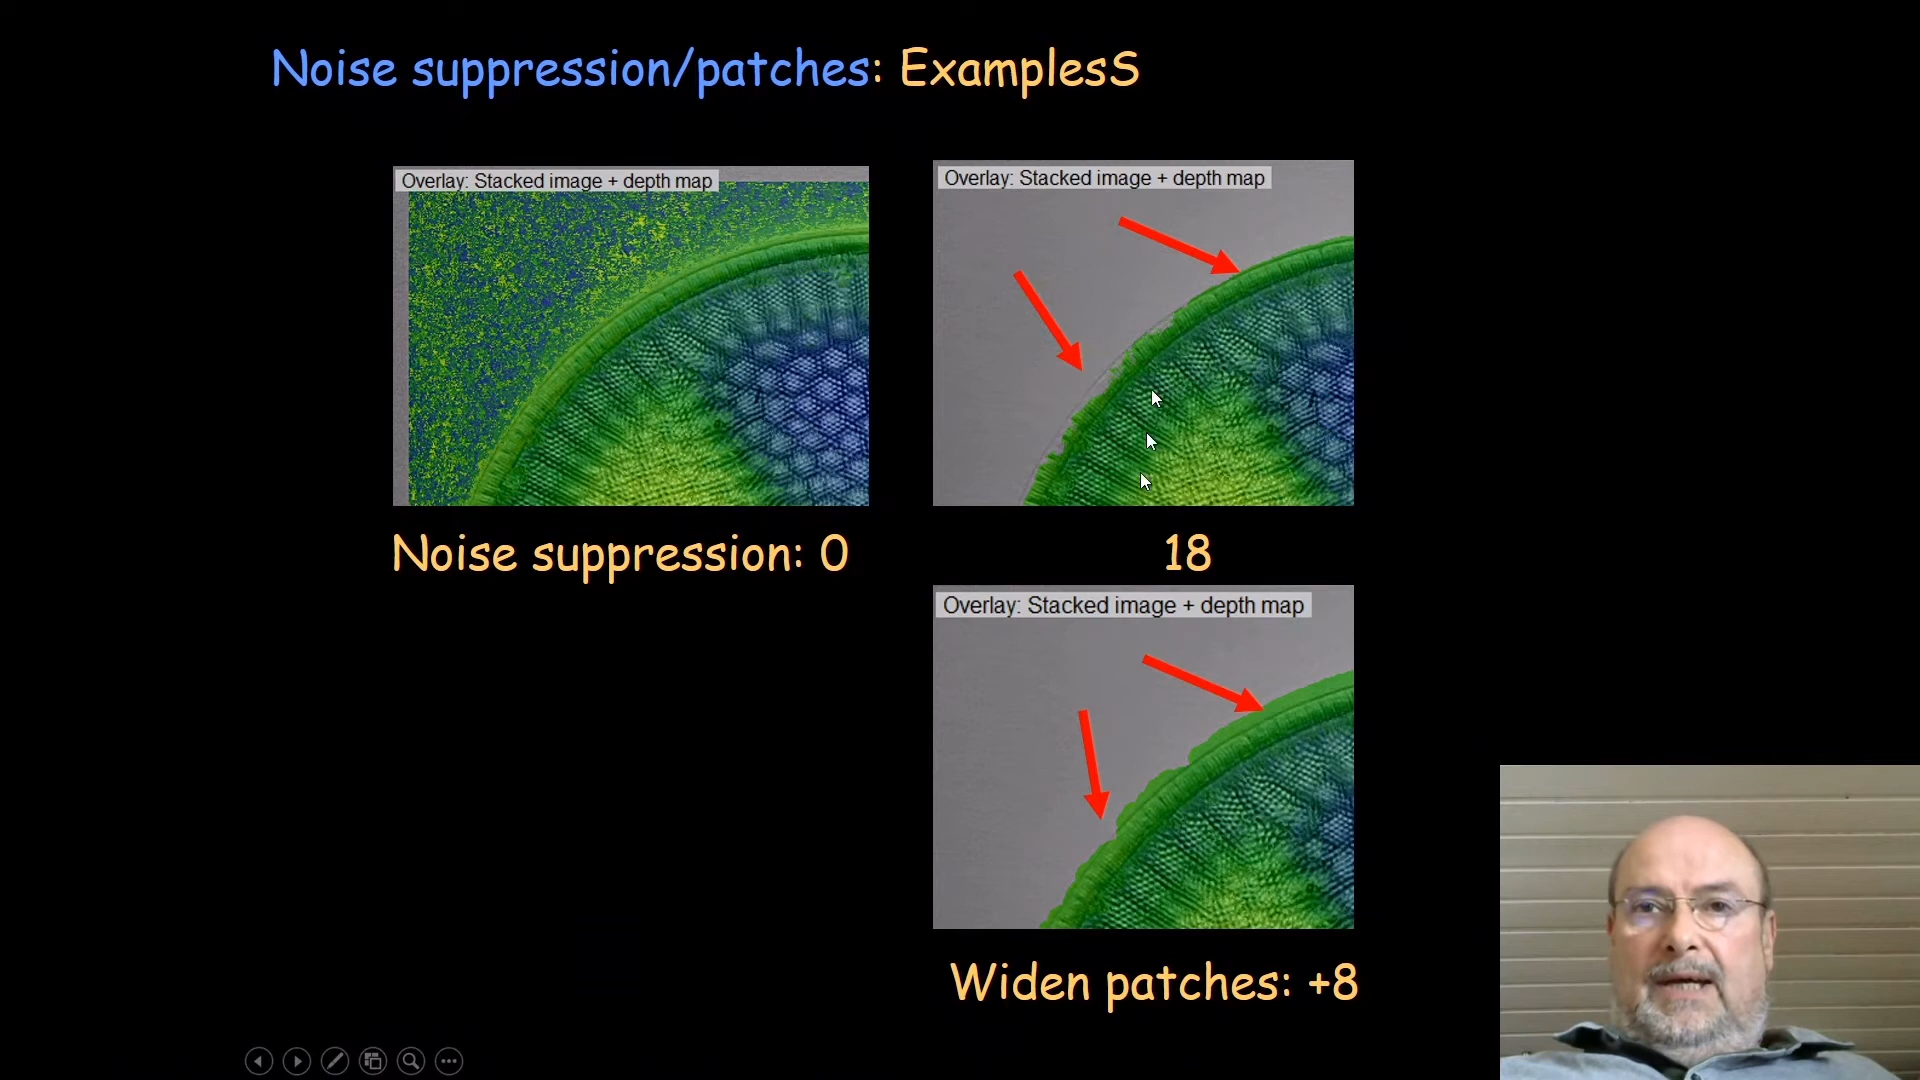 Noise suppression/patches: ExamplesS
Overlay: Stacked image + depth map
Overlay: Stacked image + depth map
Noise suppression: 0
18
Overlay: Stacked image + depth map
Widen patches: +8